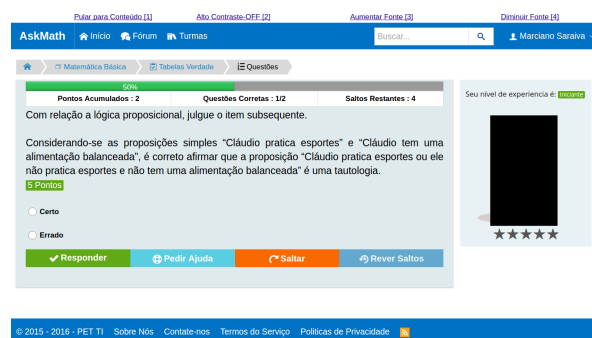 Pular para Conteúdo [1] Alto Contraste-OFF [2] Aumentar Fonte [3] Diminuir Fonte [4]
AskMath Início Fórum Turmas Buscar... Marciano Saraiva
Matemática Básica Tabelas Verdade Questões
50%
Pontos Acumulados : 2 Questões Corretas : 1/2 Saltos Restantes : 4
Seu nível de experiencia é: Iniciante
Com relação a lógica proposicional, julgue o item subsequente.
Considerando-se as proposições simples “Cláudio pratica esportes” e “Cláudio tem uma
alimentação balanceada”, é correto afirmar que a proposição “Cláudio pratica esportes ou ele
não pratica esportes e não tem uma alimentação balanceada” é uma tautologia.
5 Pontos
Certo
Errado
Responder Pedir Ajuda Saltar Rever Saltos
© 2015 - 2016 - PET TI Sobre Nós Contate-nos Termos do Serviço Politicas de Privacidade